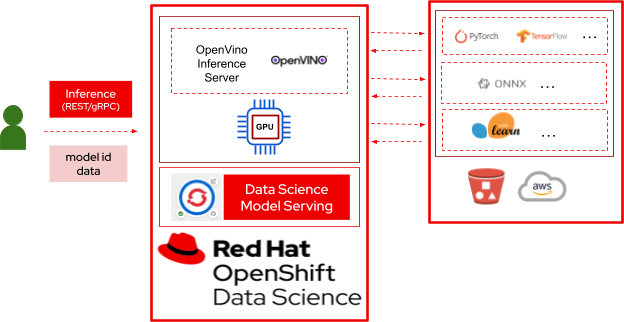 Inference
(REST/gRPC)
model id
data
OpenVino
Inference
Server
OpenVINO
GPU
Data Science
Model Serving
Red Hat
OpenShift
Data Science
PyTorch
TensorFlow
...
ONNX
...
learn
...
aws